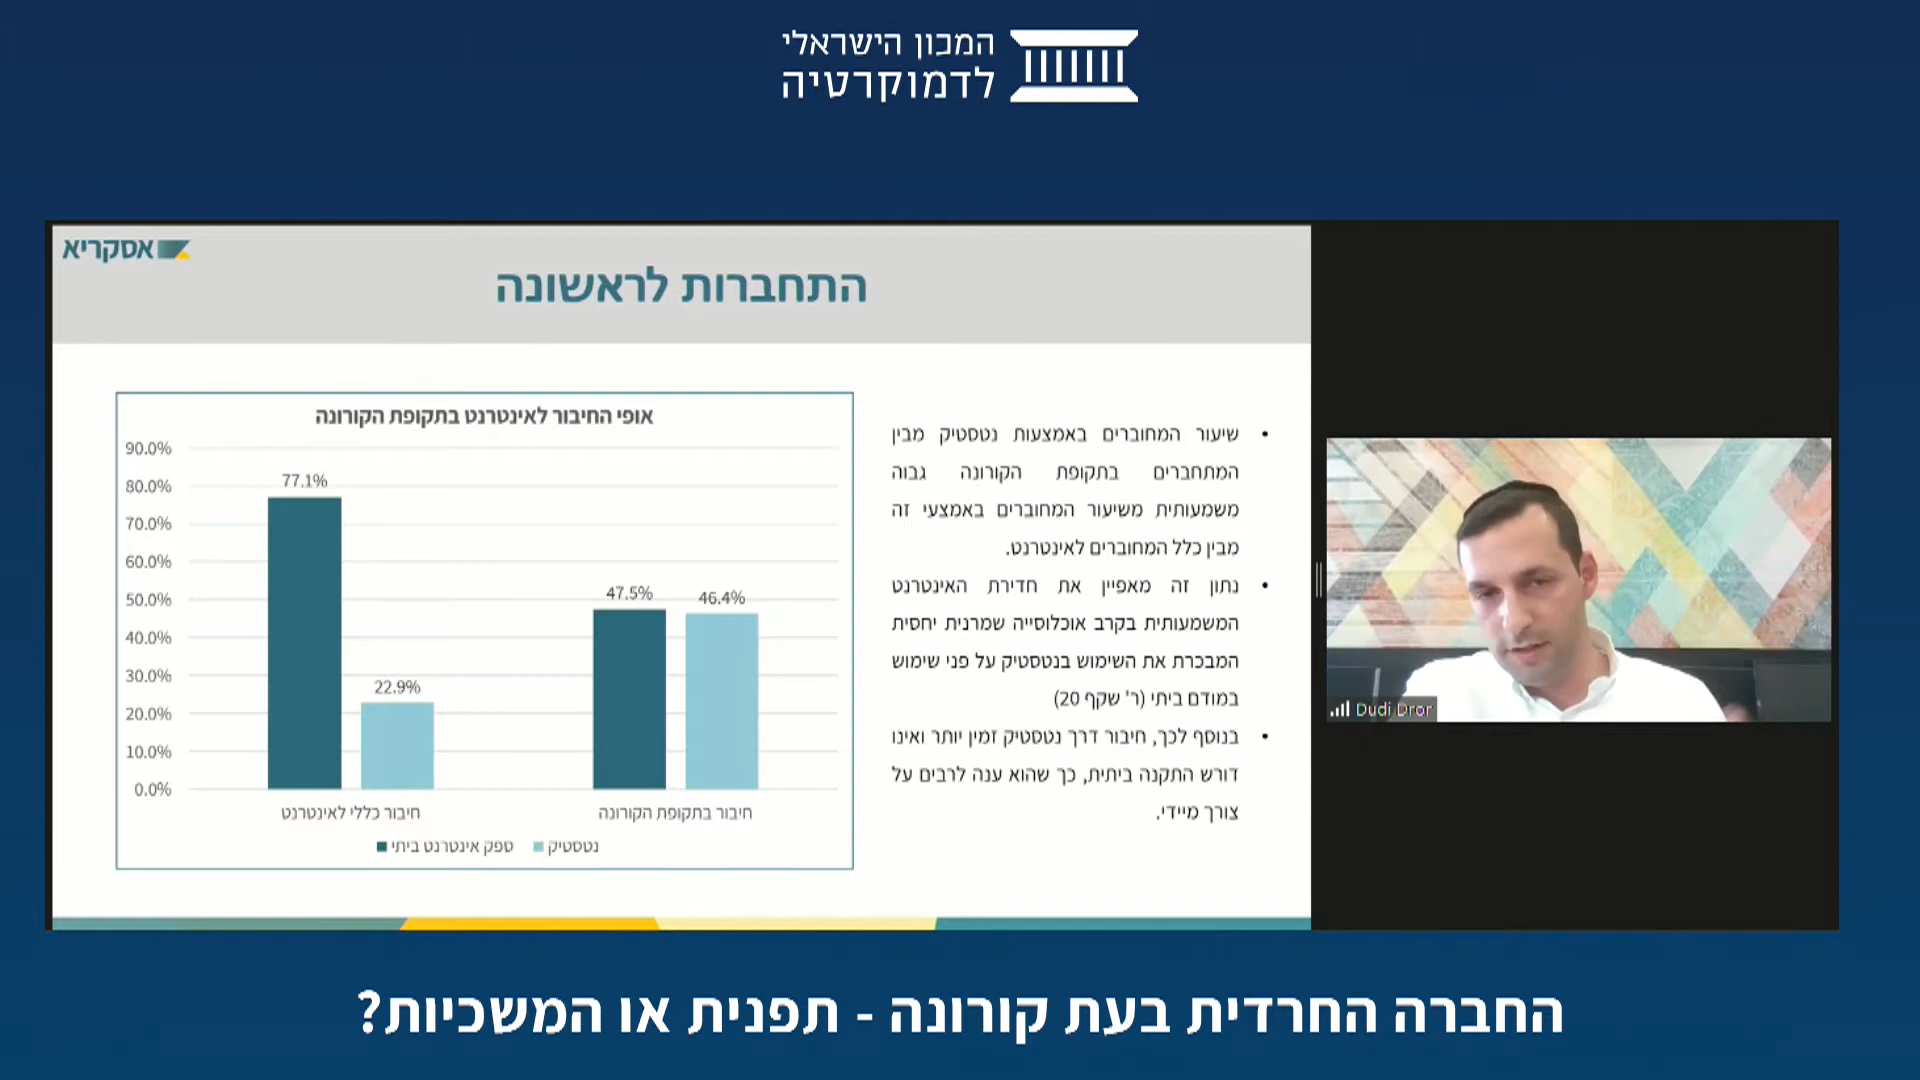 המכון הישראלי
לדמוקרטיה
אסקריא
התחברות לראשונה
אופי החיבור לאינטרנט בתקופת הקורונה
90.0%
80.0%
70.0%
60.0%
50.0%
40.0%
30.0%
20.0%
10.0%
0.0%
77.1%
22.9%
47.5%
46.4%
חיבור כללי לאינטרנט
חיבור בתקופת הקורונה
ספק אינטרנט ביתי
נטסטיק
• שיעור המחוברים באמצעות נטסטיק מבין
המתחברים בתקופת הקורונה גבוה
משמעותית משיעור המחוברים באמצעי זה
מבין כלל המחוברים לאינטרנט.
• נתון זה מאפיין את חדירת האינטרנט
המשמעותית בקרב אוכלוסייה שמרנית יחסית
המבכרת את השימוש בנטסטיק על פני שימוש
במודם ביתי (ר' שקף 20)
• בנוסף לכך, חיבור דרך נטסטיק זמין יותר ואינו
דורש התקנה ביתית, כך שהוא ענה לרבים על
צורך מיידי.
Dudi Dror
החברה החרדית בעת קורונה - תפנית או המשכיות?